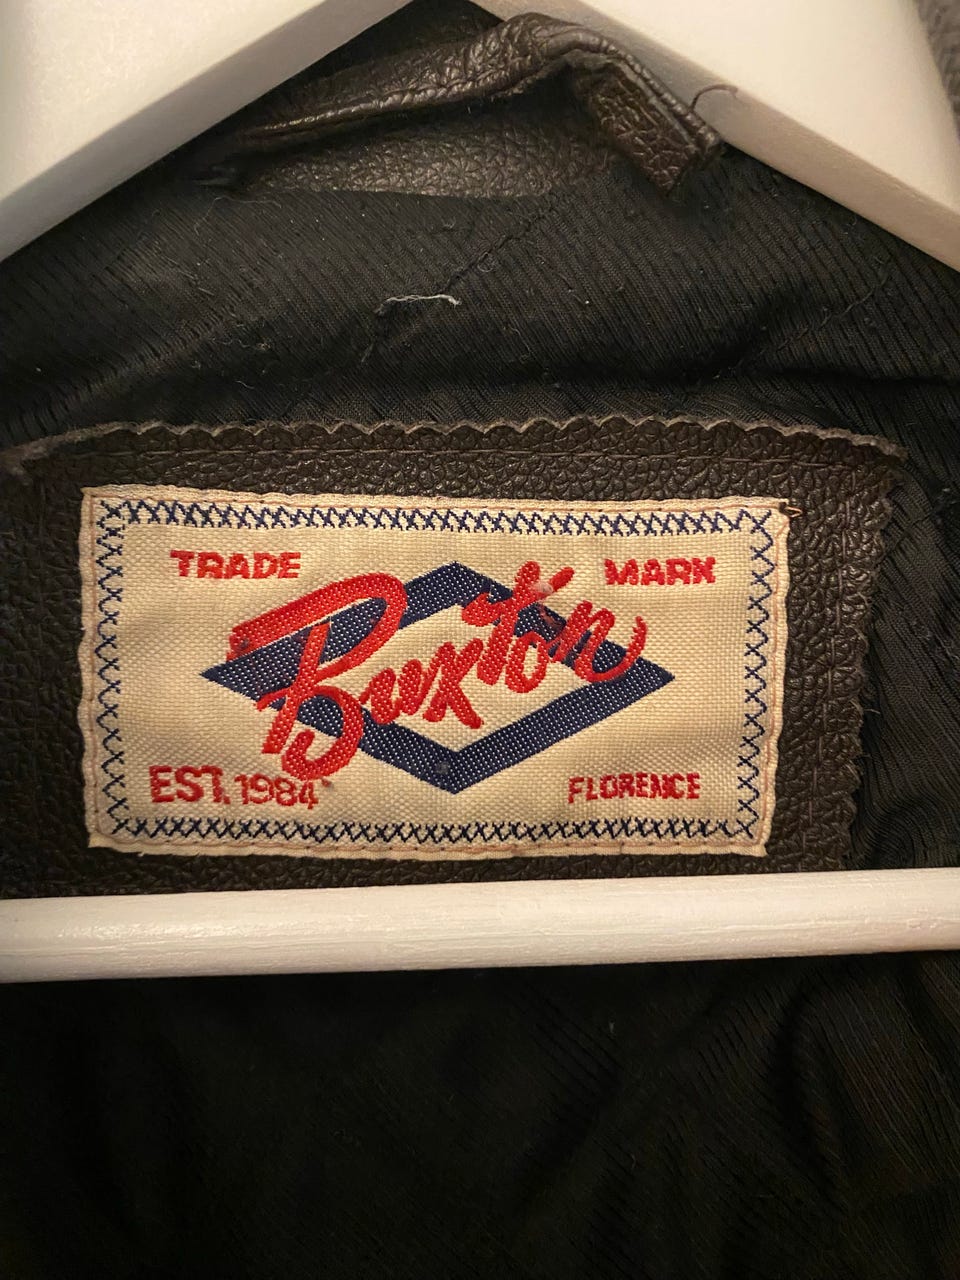 TRADE MARK
Buxton
EST. 1984 FLORENCE